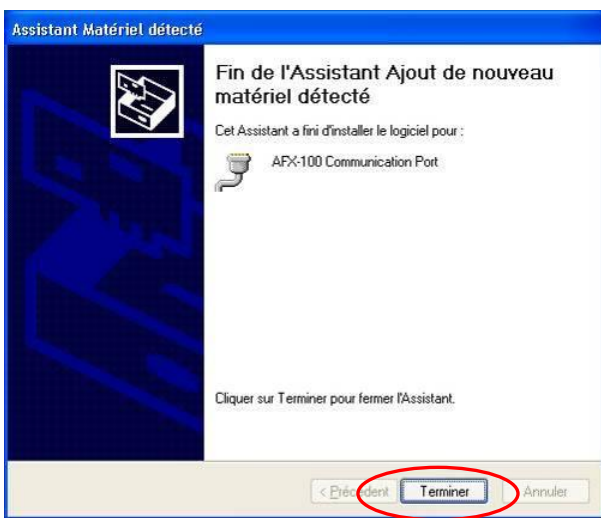 Assistant Matériel détecté
Fin de l'Assistant Ajout de nouveau
matériel détecté
Cet Assistant a fini d'installer le logiciel pour :
AFX-100 Communication Port
Cliquer sur Terminer pour fermer l'Assistant.
< Précédent Terminer Annuler